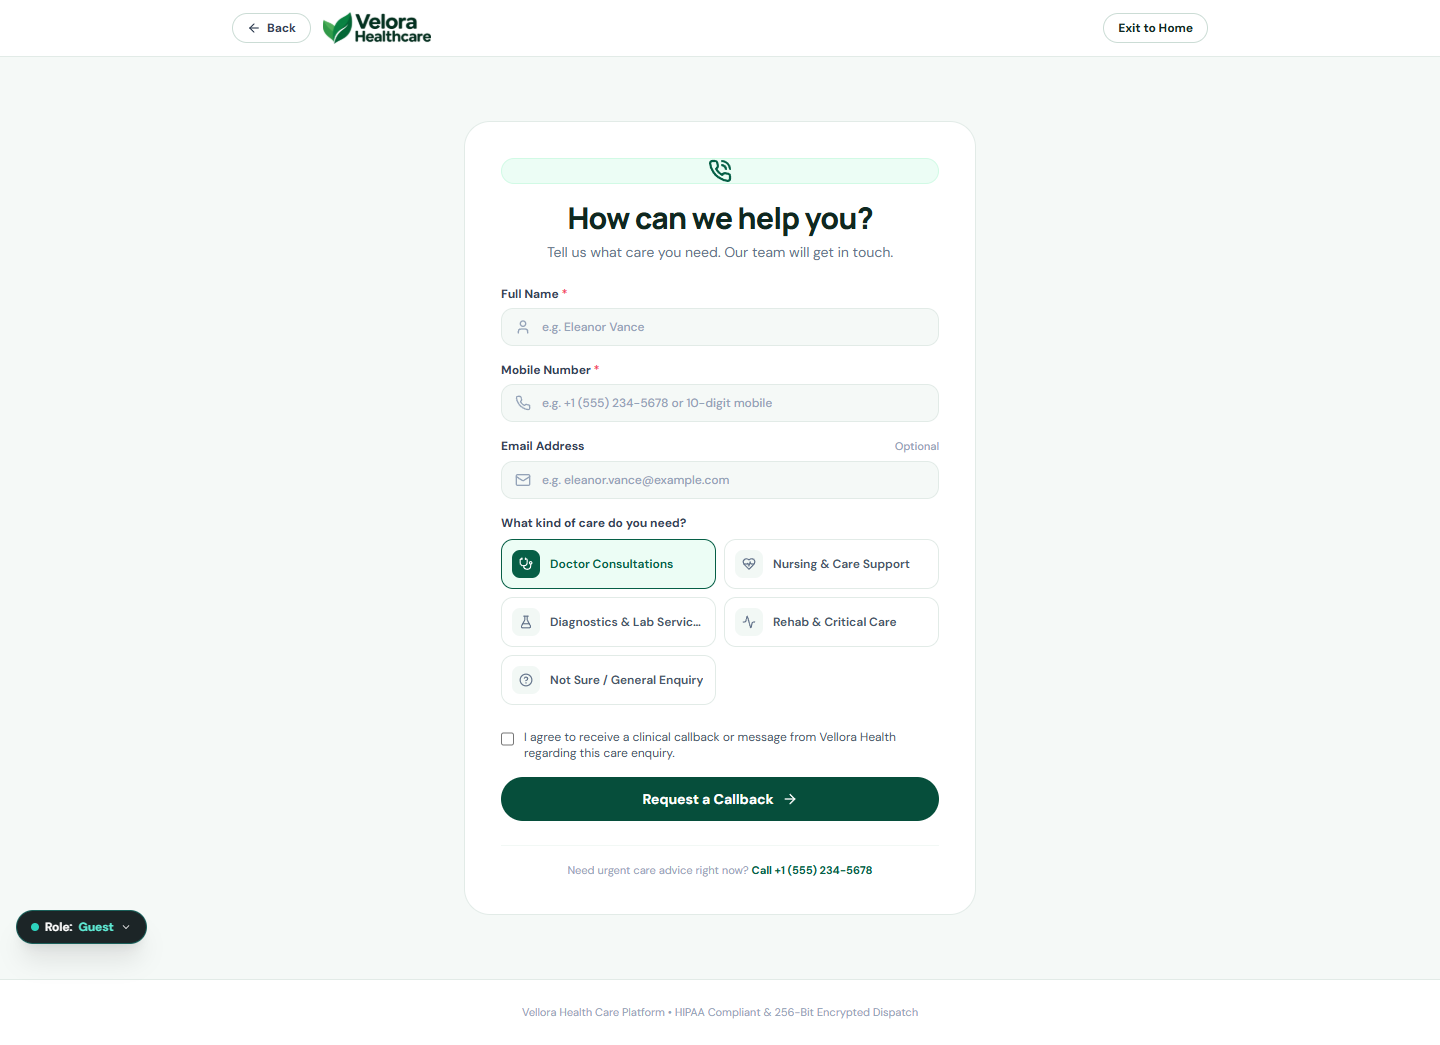 Back
Velora
Healthcare
Exit to Home
How can we help you?
Tell us what care you need. Our team will get in touch.
Full Name *
e.g. Eleanor Vance
Mobile Number *
e.g. +1 (555) 234-5678 or 10-digit mobile
Email Address
Optional
e.g. eleanor.vance@example.com
What kind of care do you need?
Doctor Consultations
Nursing & Care Support
Diagnostics & Lab Servic...
Rehab & Critical Care
Not Sure / General Enquiry
I agree to receive a clinical callback or message from Vellora Health
regarding this care enquiry.
Request a Callback
Need urgent care advice right now? Call +1 (555) 234-5678
Role: Guest
Vellora Health Care Platform • HIPAA Compliant & 256-Bit Encrypted Dispatch